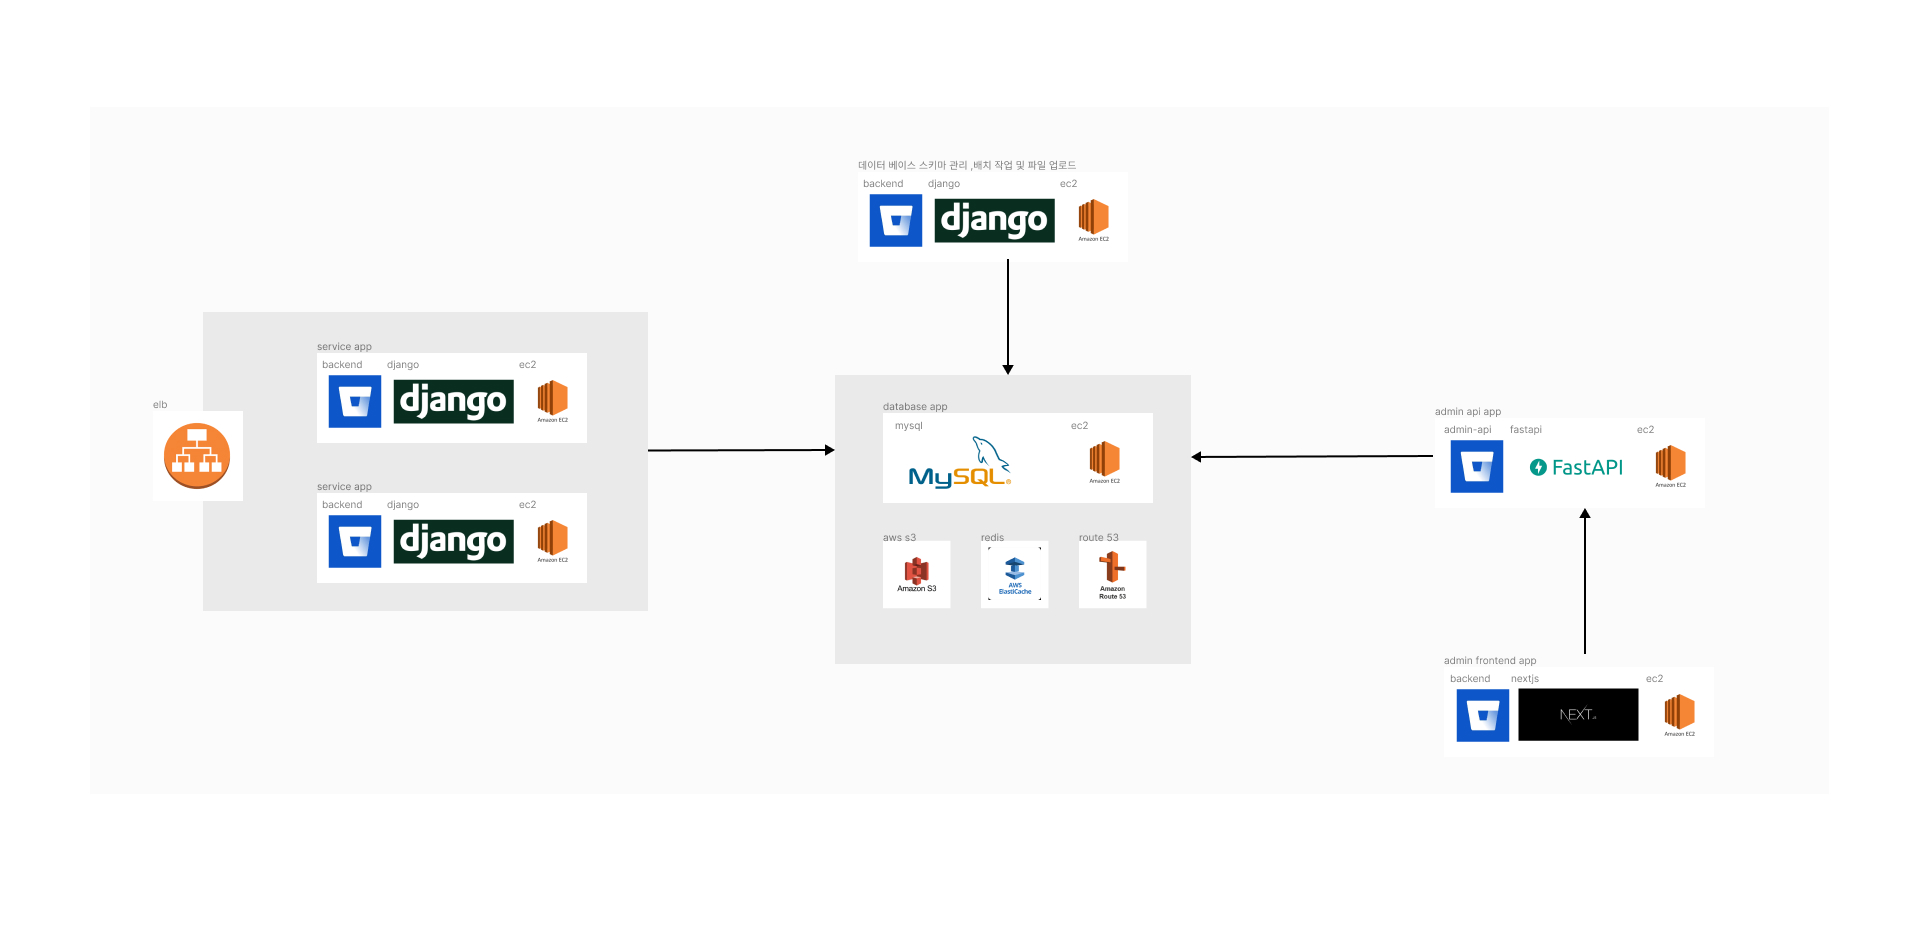 데이터 베이스 스키마 관리 ,배치 작업 및 파일 업로드
backend django ec2
django
Amazon EC2
service app
backend django ec2
django
Amazon EC2
elb
service app
backend django ec2
django
Amazon EC2
database app
mysql ec2
MySQL®
Amazon EC2
aws s3 redis route 53
Amazon S3
AWS
ElastiCache
Amazon
Route 53
admin api app
admin-api fastapi ec2
FastAPI
Amazon EC2
admin frontend app
backend nextjs ec2
NEXT.JS
Amazon EC2